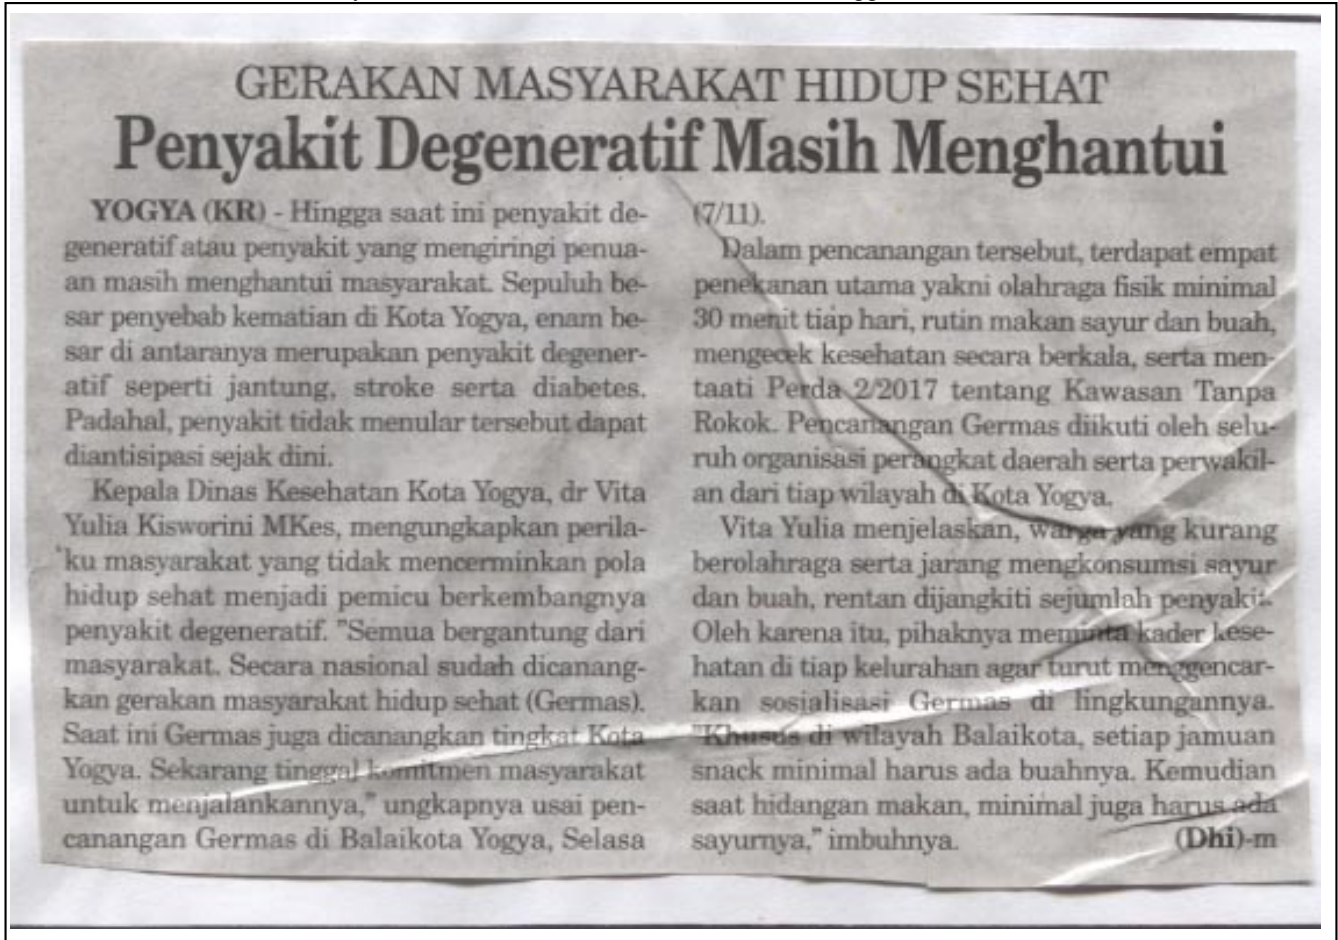 GERAKAN MASYARAKAT HIDUP SEHAT
Penyakit Degeneratif Masih Menghantui
YOGYA (KR) - Hingga saat ini penyakit de-
generatif atau penyakit yang mengiringi penua-
an masih menghantui masyarakat. Sepuluh be-
sar penyebab kematian di Kota Yogya, enam be-
sar di antaranya merupakan penyakit degener-
atif seperti jantung, stroke serta diabetes.
Padahal, penyakit tidak menular tersebut dapat
diantisipasi sejak dini.
Kepala Dinas Kesehatan Kota Yogya, dr Vita
Yulia Kisworini MKes, mengungkapkan perila-
ku masyarakat yang tidak mencerminkan pola
hidup sehat menjadi pemicu berkembangnya
penyakit degeneratif. "Semua bergantung dari
masyarakat. Secara nasional sudah dicanang-
kan gerakan masyarakat hidup sehat (Germas).
Saat ini Germas juga dicanangkan tingkat Kota
Yogya. Sekarang tinggal komitmen masyarakat
untuk menjalankannya," ungkapnya usai pen-
canangan Germas di Balaikota Yogya, Selasa
(7/11).
Dalam pencanangan tersebut, terdapat empat
penekanan utama yakni olahraga fisik minimal
30 menit tiap hari, rutin makan sayur dan buah,
mengecek kesehatan secara berkala, serta men-
taati Perda 2/2017 tentang Kawasan Tanpa
Rokok. Pencanangan Germas diikuti oleh selu-
ruh organisasi perangkat daerah serta perwakil-
an dari tiap wilayah di Kota Yogya.
Vita Yulia menjelaskan, warga yang kurang
berolahraga serta jarang mengkonsumsi sayur
dan buah, rentan dijangkiti sejumlah penyakit.
Oleh karena itu, pihaknya meminta kader kese-
hatan di tiap kelurahan agar turut menggencar-
kan sosialisasi Germas di lingkungannya.
"Khusus di wilayah Balaikota, setiap jamuan
snack minimal harus ada buahnya. Kemudian
saat hidangan makan, minimal juga harus ada
sayurnya," imbuhnya. (Dhi)-m